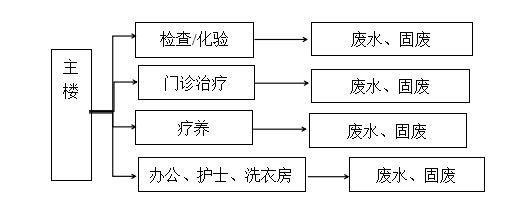 主
楼
检查/化验
废水、固废
门诊治疗
废水、固废
疗养
废水、固废
办公、护士、洗衣房
废水、固废